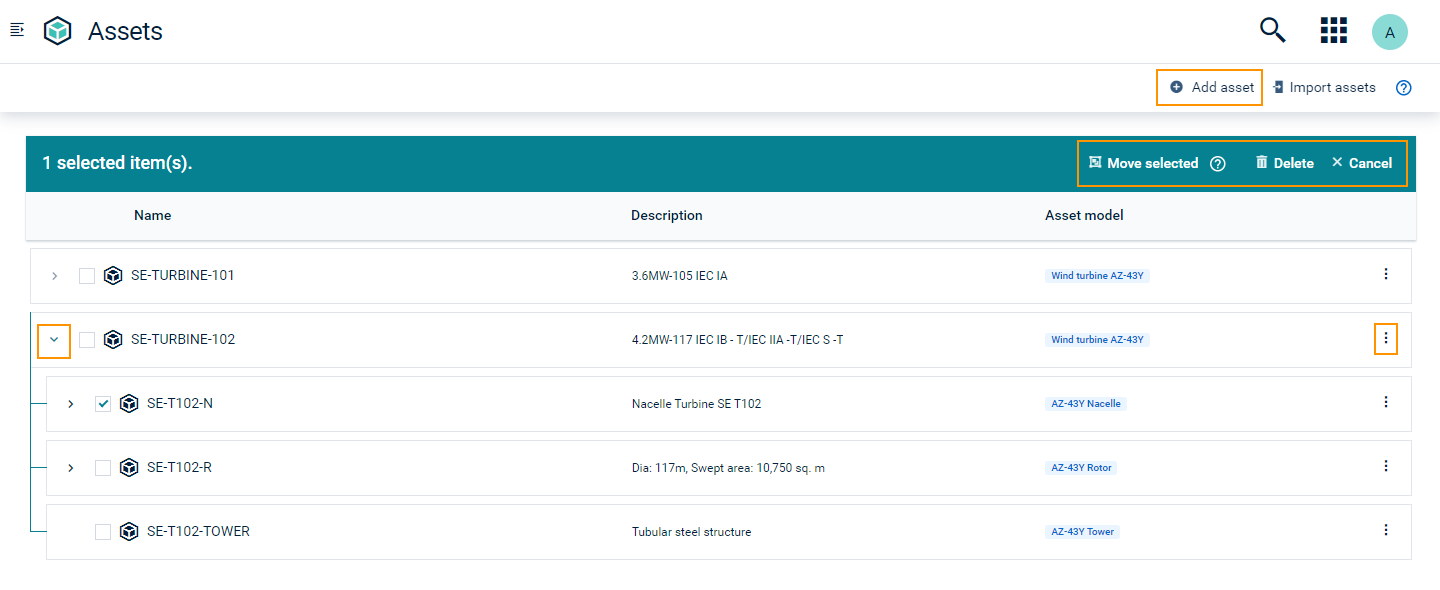 Assets
A
Add asset Import assets
1 selected item(s).
Move selected Delete Cancel
Name Description Asset model
SE-TURBINE-101 3.6MW-105 IEC IA Wind turbine AZ-43Y
SE-TURBINE-102 4.2MW-117 IEC IB - T/IEC IIA -T/IEC S -T Wind turbine AZ-43Y
SE-T102-N Nacelle Turbine SE T102 AZ-43Y Nacelle
SE-T102-R Dia: 117m, Swept area: 10,750 sq. m AZ-43Y Rotor
SE-T102-TOWER Tubular steel structure AZ-43Y Tower